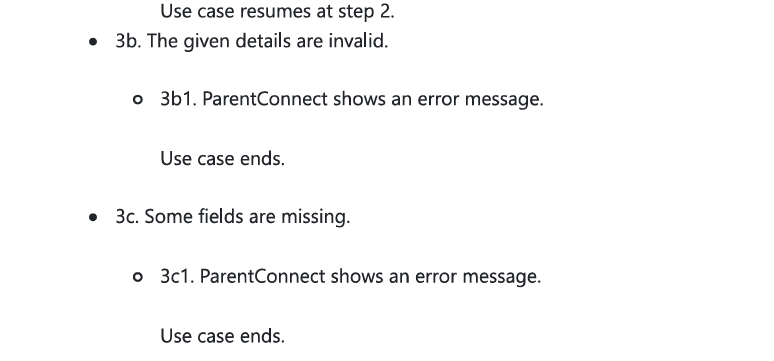 Use case resumes at step 2.
• 3b. The given details are invalid.
o 3b1. ParentConnect shows an error message.
Use case ends.
• 3c. Some fields are missing.
o 3c1. ParentConnect shows an error message.
Use case ends.